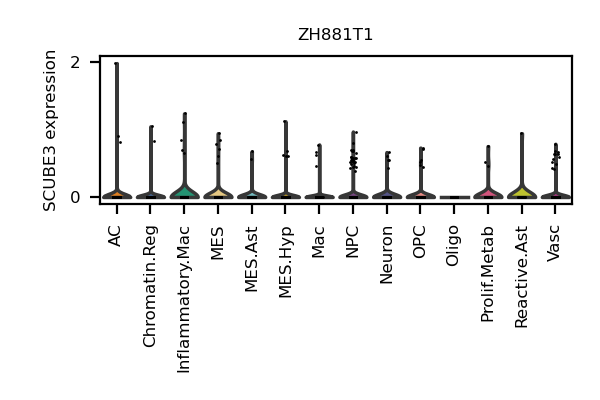 ZH881T1
SCUBE3 expression
2
0
AC
Chromatin.Reg
Inflammatory.Mac
MES
MES.Ast
MES.Hyp
Mac
NPC
Neuron
OPC
Oligo
Prolif.Metab
Reactive.Ast
Vasc